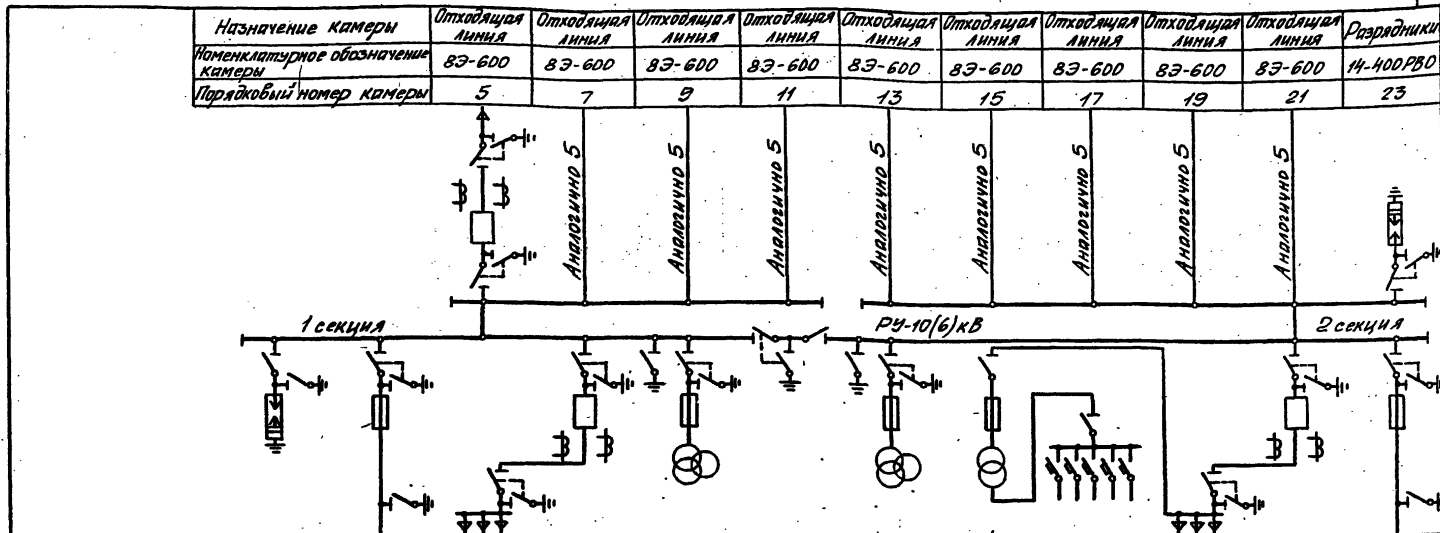 Назначение камеры Отходящая линия Отходящая линия Отходящая линия Отходящая линия Отходящая линия Отходящая линия Отходящая линия Отходящая линия Отходящая линия Разрядники
Номенклатурное обозначение камеры 8Э-600 8Э-600 8Э-600 8Э-600 8Э-600 8Э-600 8Э-600 8Э-600 8Э-600 14-400РВО
Порядковый номер камеры 5 7 9 11 13 15 17 19 21 23
Аналогично 5
Аналогично 5
Аналогично 5
Аналогично 5
Аналогично 5
Аналогично 5
Аналогично 5
Аналогично 5
1 секция
РУ-10(6)кВ
2 секция